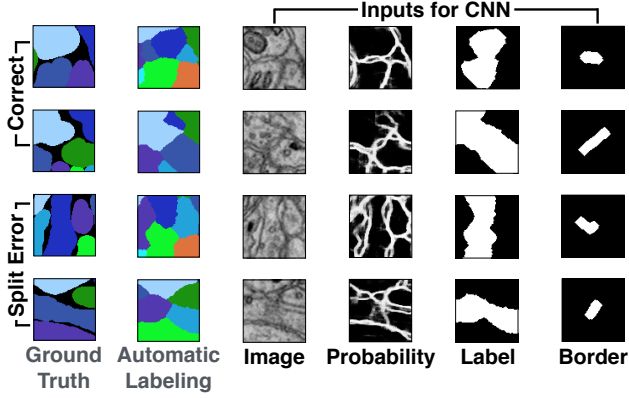 Inputs for CNN
Correct
Split Error
Ground
Truth
Automatic
Labeling
Image
Probability
Label
Border